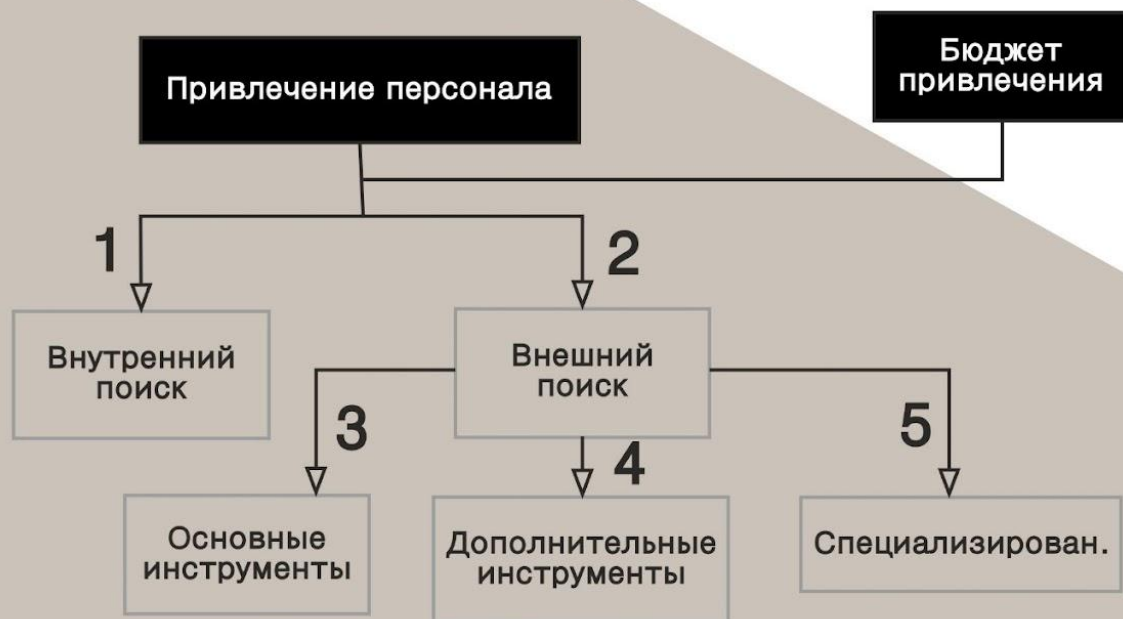 Привлечение персонала
Бюджет
привлечения
1
2
Внутренний
поиск
Внешний
поиск
3
4
5
Основные
инструменты
Дополнительные
инструменты
Специализирован.